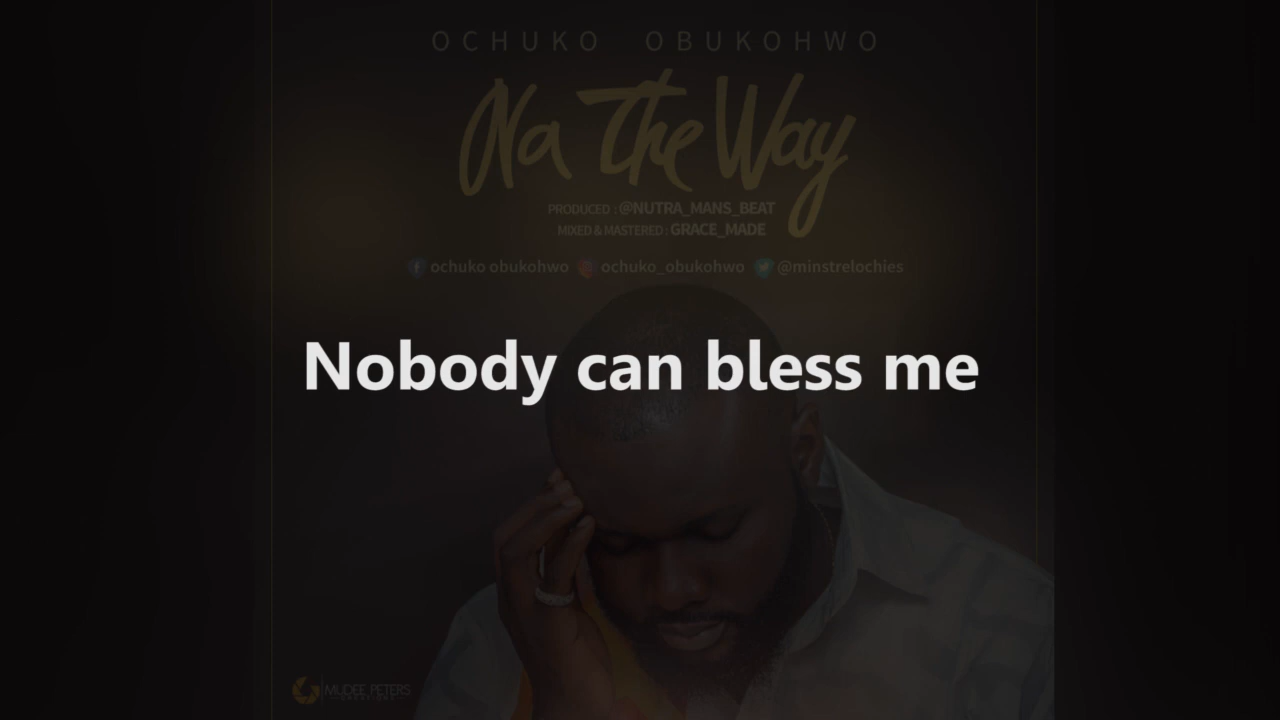 OCHUKO OBUKOHWO
Na The Way
PRODUCED : @NUTRA_MANS_BEAT
MIXED & MASTERED : GRACE_MADE
ochuko obukohwo ochuko_obukohwo @minstrelochies
Nobody can bless me
MUDEE PETERS